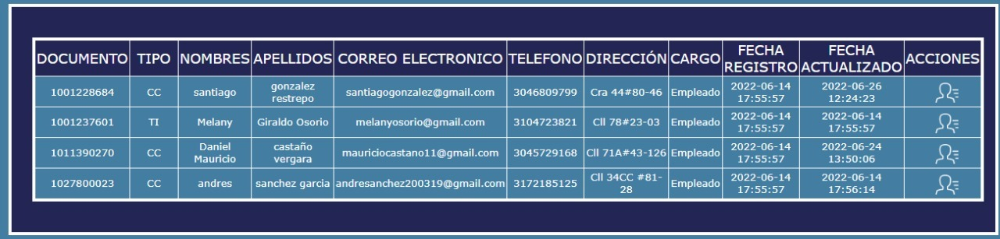 DOCUMENTO TIPO NOMBRES APELLIDOS CORREO ELECTRONICO TELEFONO DIRECCIÓN CARGO FECHA REGISTRO FECHA ACTUALIZADO ACCIONES
1001228684 CC santiago gonzalez restrepo santiagogonzalez@gmail.com 3046809799 Cra 44#80-46 Empleado 2022-06-14 17:55:57 2022-06-26 12:24:23
1001237601 TI Melany Giraldo Osorio melanyosorio@gmail.com 3104723821 Cll 78#23-03 Empleado 2022-06-14 17:55:57 2022-06-14 17:55:57
1011390270 CC Daniel Mauricio castaño vergara mauriciocastano11@gmail.com 3045729168 Cll 71A#43-126 Empleado 2022-06-14 17:55:57 2022-06-24 13:50:06
1027800023 CC andres sanchez garcia andresanchez200319@gmail.com 3172185125 Cll 34CC #81-28 Empleado 2022-06-14 17:55:57 2022-06-14 17:56:14